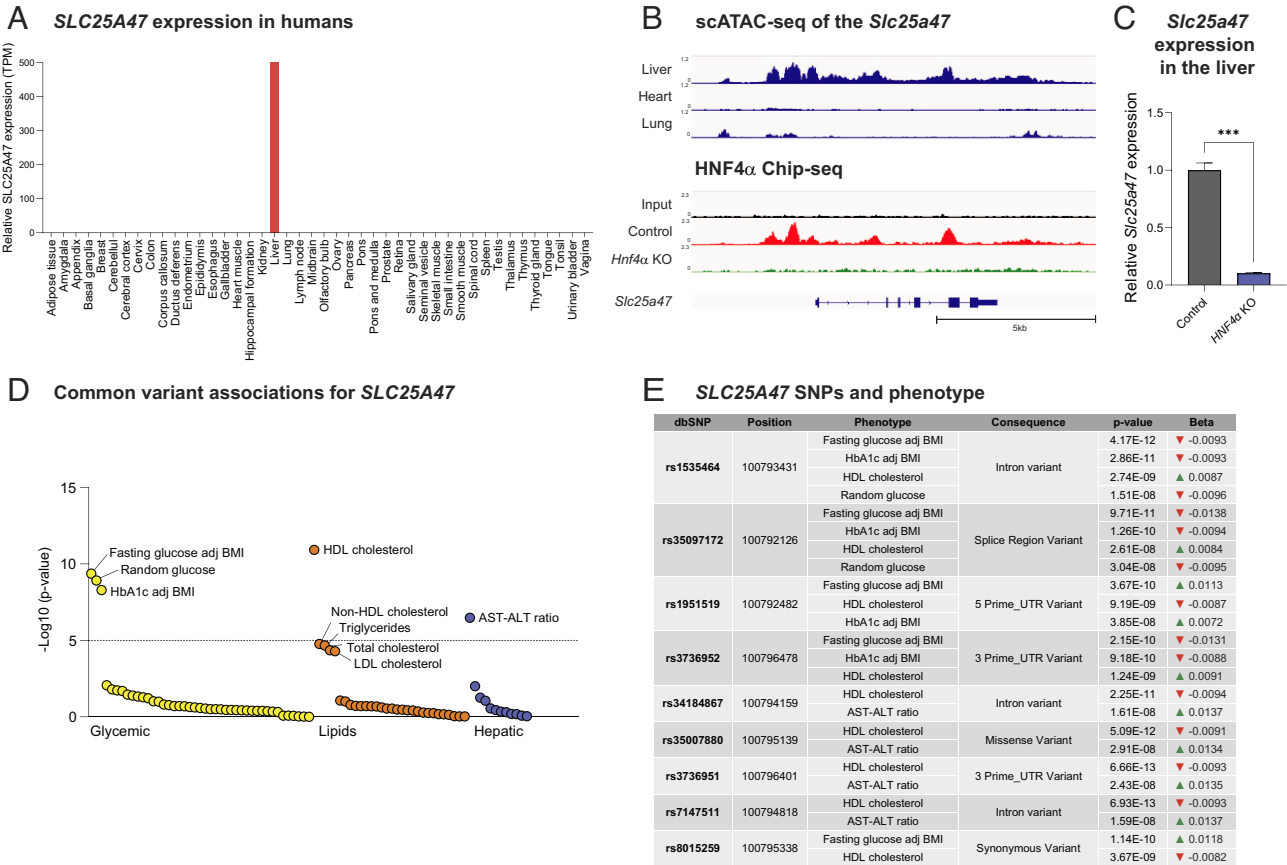 A SLC25A47 expression in humans
Relative SLC25A47 expression (TPM)
500
400
300
200
100
0
Adipose tissue
Amygdala
Appendix
Basal ganglia
Breast
Cerebellul
Cerebral cortex
Cervix
Colon
Corpus callosum
Ductus deferens
Endometrium
Epididymis
Esophagus
Gallbladder
Heart muscle
Hippocampal formation
Kidney
Liver
Lung
Lymph node
Midbrain
Olfactory bulb
Ovary
Pancreas
Pons
Pons and medulla
Prostate
Retina
Salivary gland
Seminal vesicle
Skeletal muscle
Small intestine
Smooth muscle
Spinal cord
Spleen
Testis
Thalamus
Thymus
Thyroid gland
Tongue
Tonsil
Urinary bladder
Vagina
B scATAC-seq of the Slc25a47
Liver
1.2
0
Heart
1.2
0
Lung
1.2
0
HNF4α Chip-seq
Input
2.3
0
Control
2.3
0
Hnf4α KO
2.3
0
Slc25a47
5kb
C Slc25a47
expression
in the liver
Relative Slc25a47 expression
1.5
1.0
0.5
0.0
***
Control
HNF4α KO
D Common variant associations for SLC25A47
-Log10 (p-value)
15
10
5
0
Fasting glucose adj BMI
Random glucose
HbA1c adj BMI
HDL cholesterol
Non-HDL cholesterol
Triglycerides
Total cholesterol
LDL cholesterol
AST-ALT ratio
Glycemic
Lipids
Hepatic
E SLC25A47 SNPs and phenotype
dbSNP Position Phenotype Consequence p-value Beta
rs1535464 100793431 Fasting glucose adj BMI Intron variant 4.17E-12 ▼ -0.0093
HbA1c adj BMI 2.86E-11 ▼ -0.0093
HDL cholesterol 2.74E-09 ▲ 0.0087
Random glucose 1.51E-08 ▼ -0.0096
rs35097172 100792126 Fasting glucose adj BMI Splice Region Variant 9.71E-11 ▼ -0.0138
HbA1c adj BMI 1.26E-10 ▼ -0.0094
HDL cholesterol 2.61E-08 ▲ 0.0084
Random glucose 3.04E-08 ▼ -0.0095
rs1951519 100792482 Fasting glucose adj BMI 5 Prime_UTR Variant 3.67E-10 ▲ 0.0113
HDL cholesterol 9.19E-09 ▼ -0.0087
HbA1c adj BMI 3.85E-08 ▲ 0.0072
rs3736952 100796478 Fasting glucose adj BMI 3 Prime_UTR Variant 2.15E-10 ▼ -0.0131
HbA1c adj BMI 9.18E-10 ▼ -0.0088
HDL cholesterol 1.24E-09 ▲ 0.0091
rs34184867 100794159 HDL cholesterol Intron variant 2.25E-11 ▼ -0.0094
AST-ALT ratio 1.61E-08 ▲ 0.0137
rs35007880 100795139 HDL cholesterol Missense Variant 5.09E-12 ▼ -0.0091
AST-ALT ratio 2.91E-08 ▲ 0.0134
rs3736951 100796401 HDL cholesterol 3 Prime_UTR Variant 6.66E-13 ▼ -0.0093
AST-ALT ratio 2.43E-08 ▲ 0.0135
rs7147511 100794818 HDL cholesterol Intron variant 6.93E-13 ▼ -0.0093
AST-ALT ratio 1.59E-08 ▲ 0.0137
rs8015259 100795338 Fasting glucose adj BMI Synonymous Variant 1.14E-10 ▲ 0.0118
HDL cholesterol 3.67E-09 ▼ -0.0082